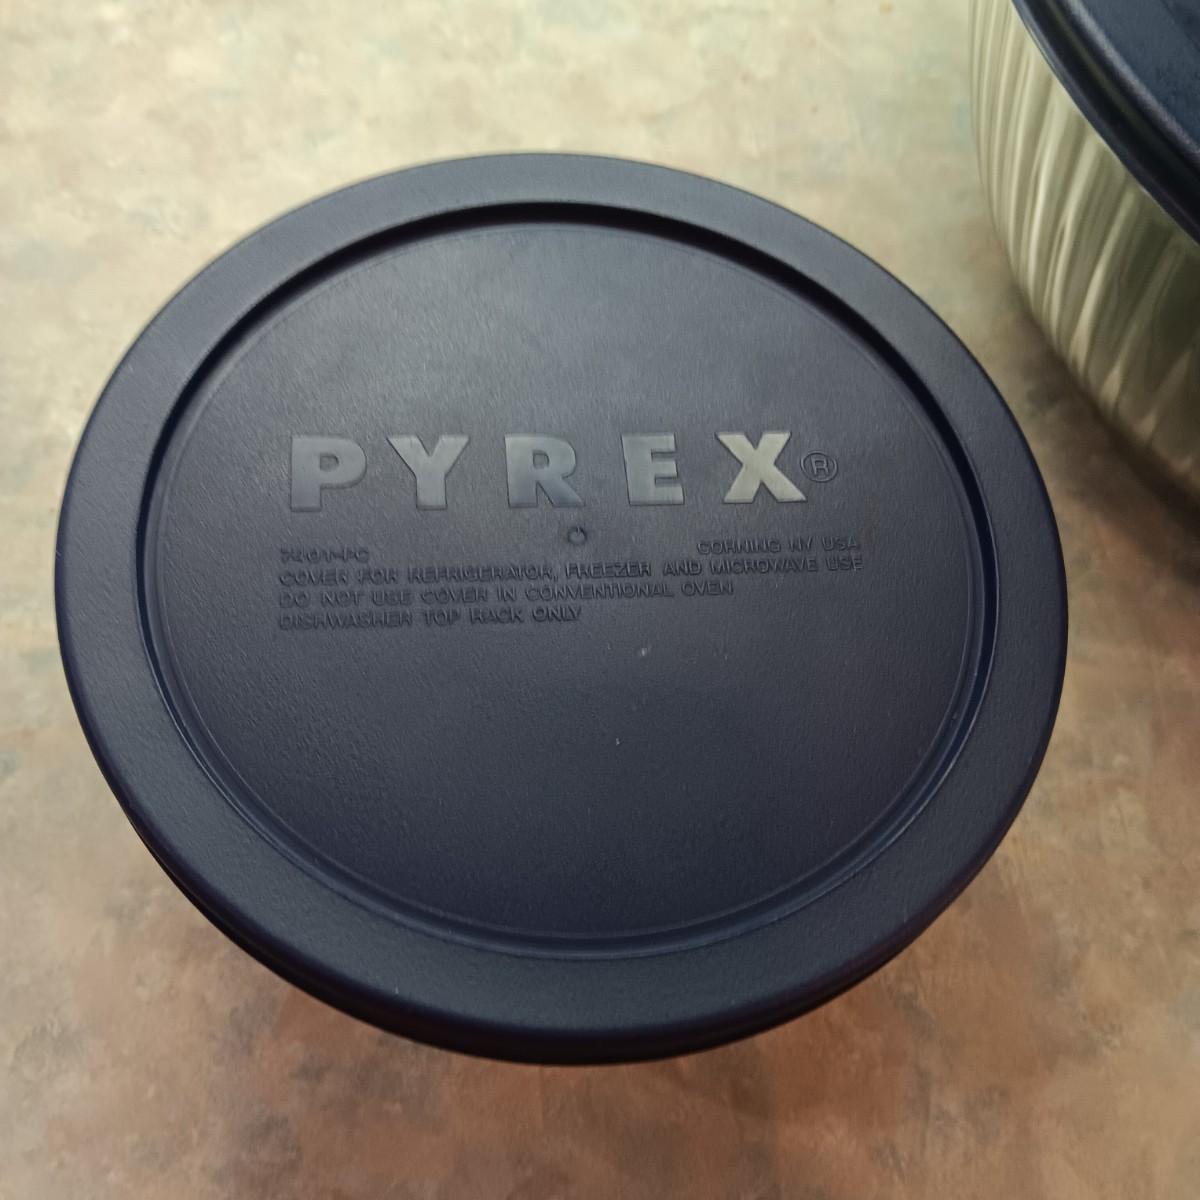 PYREX®
7401-PC CORNING NY USA
COVER FOR REFRIGERATOR, FREEZER AND MICROWAVE USE
DO NOT USE COVER IN CONVENTIONAL OVEN
DISHWASHER TOP RACK ONLY